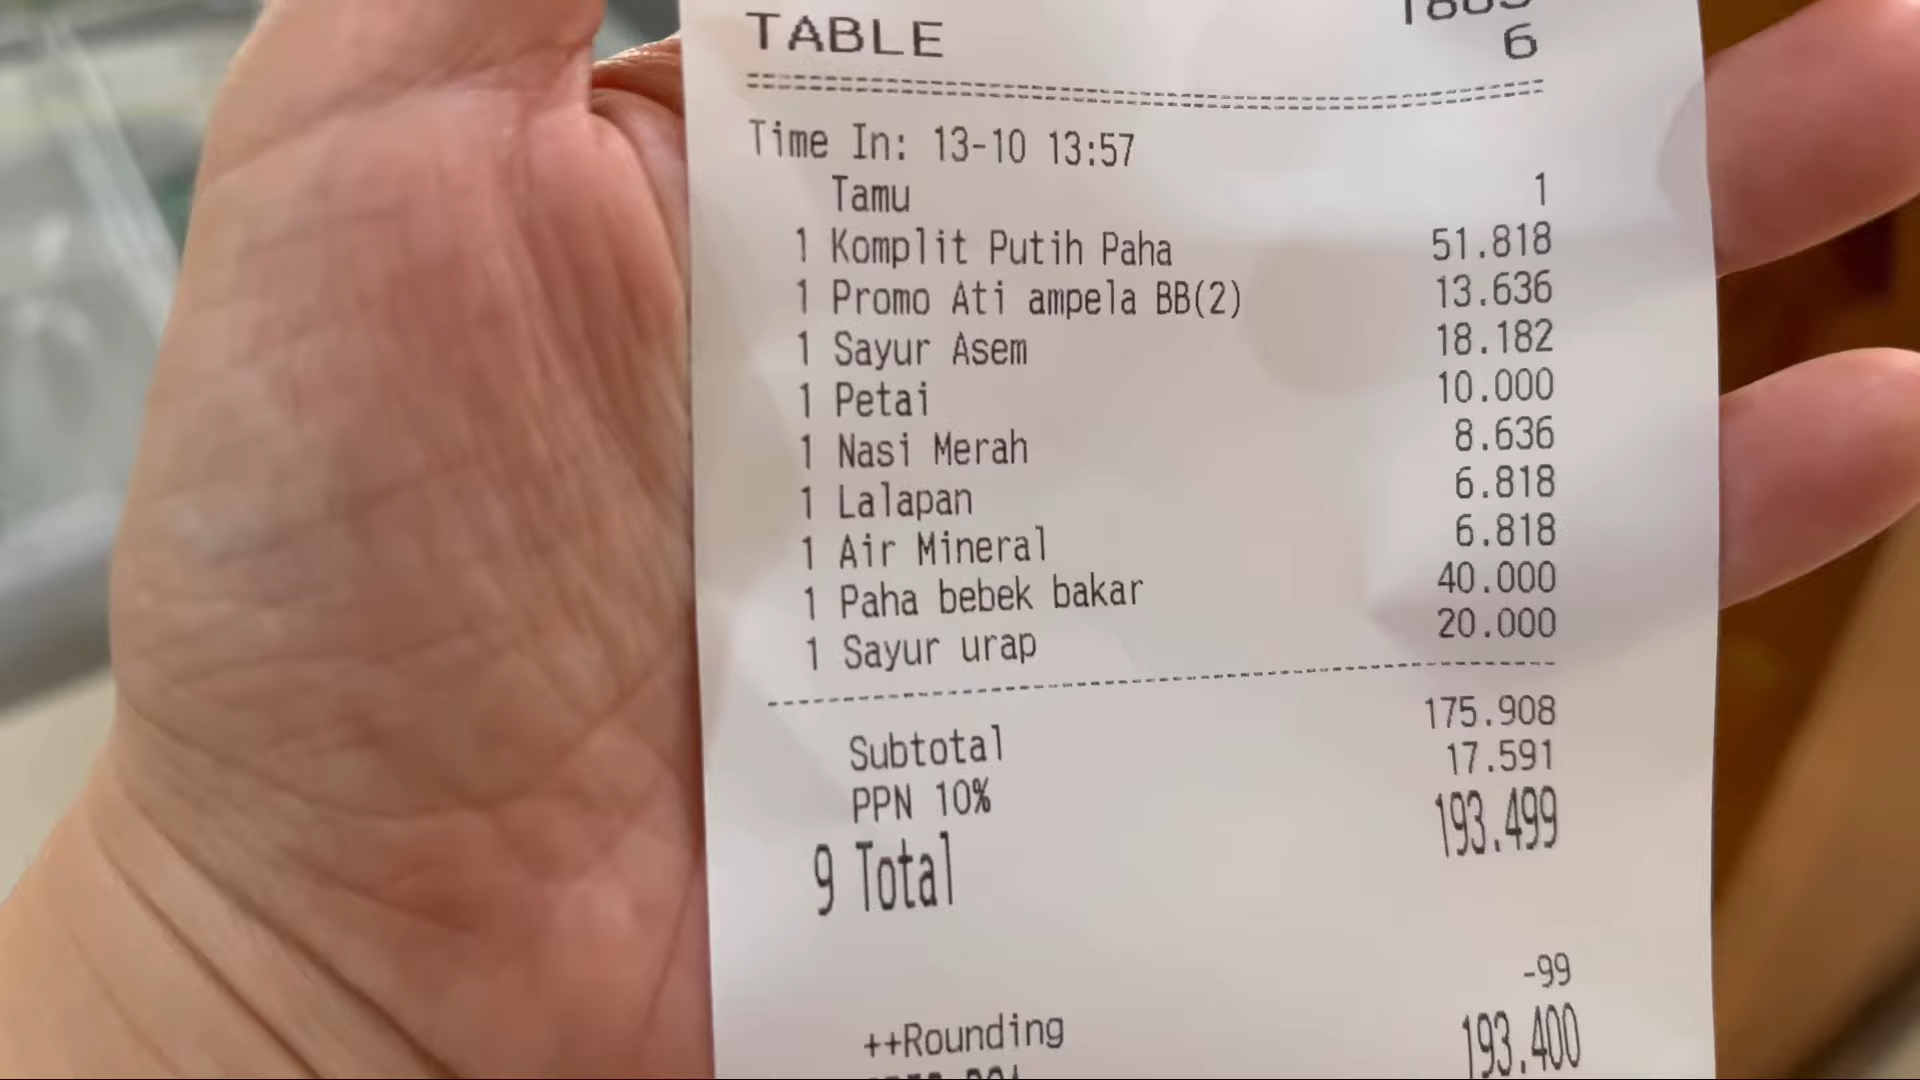 TABLE 6
Time In: 13-10 13:57
Tamu 1
1 Komplit Putih Paha 51.818
1 Promo Ati ampela BB(2) 13.636
1 Sayur Asem 18.182
1 Petai 10.000
1 Nasi Merah 8.636
1 Lalapan 6.818
1 Air Mineral 6.818
1 Paha bebek bakar 40.000
1 Sayur urap 20.000
Subtotal 175.908
PPN 10% 17.591
9 Total 193.499
++Rounding -99
193.400